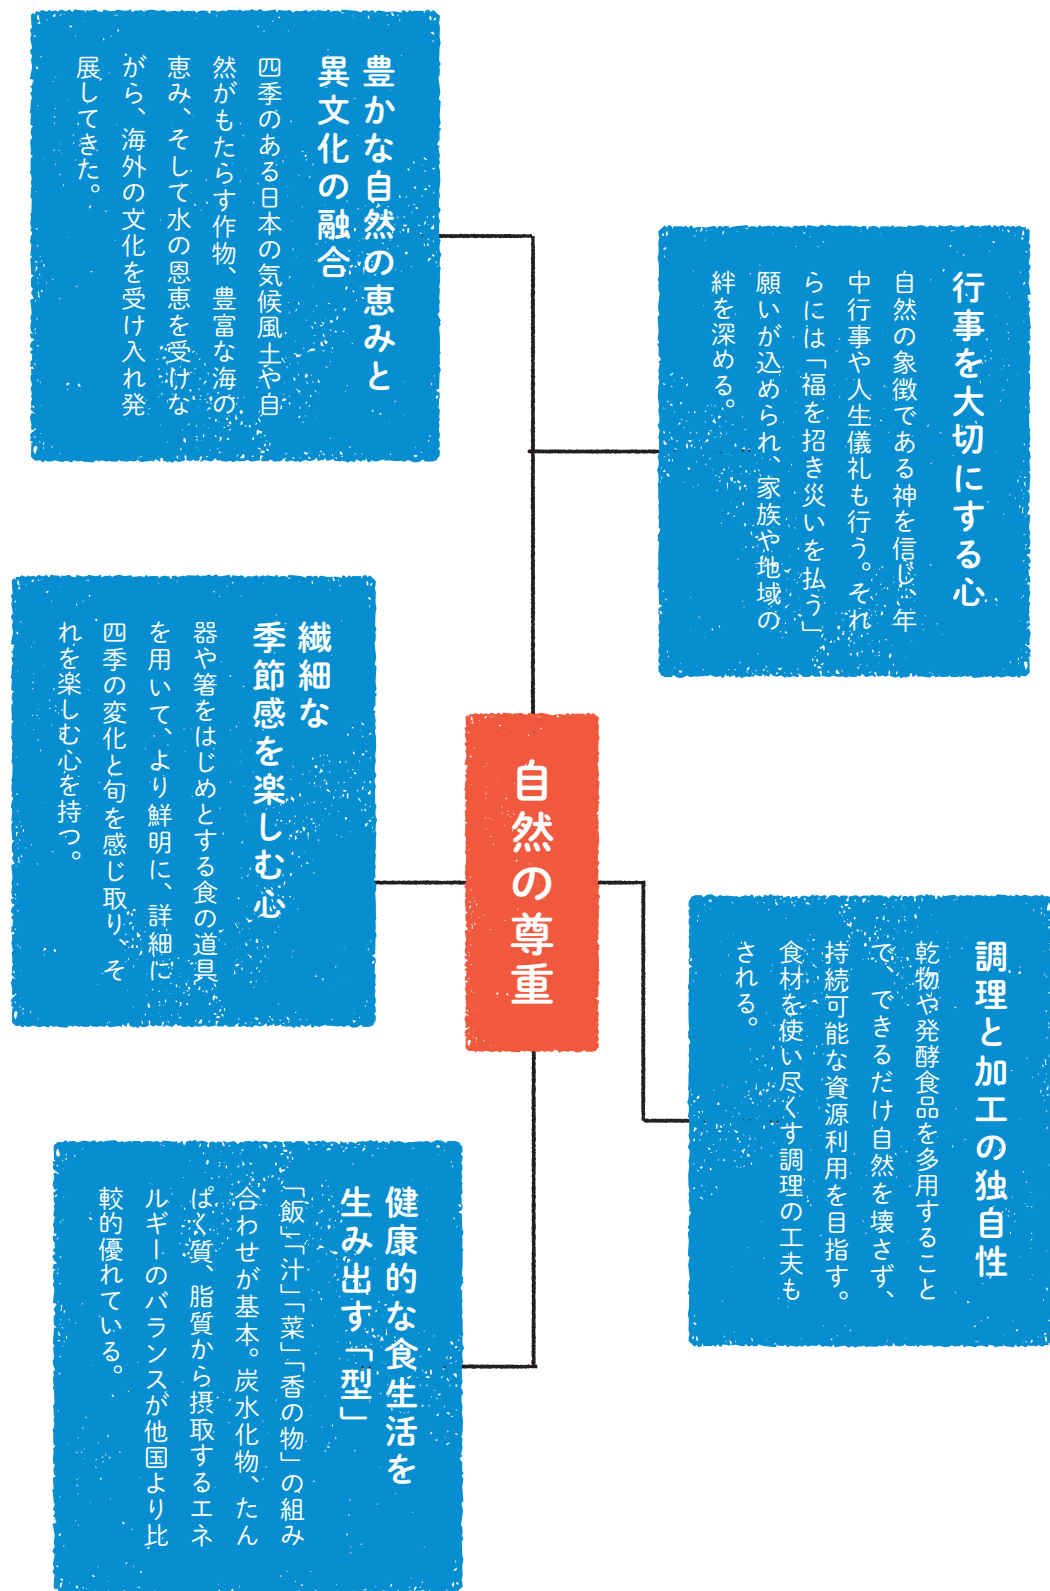 豊かな自然の恵みと
異文化の融合
四季のある日本の気候風土や自
然がもたらす作物、豊富な海の
恵み、そして水の恩恵を受けな
がら、海外の文化を受け入れ発
展してきた。
行事を大切にする心
自然の象徴である神を信じ、年
中行事や人生儀礼も行う。それ
らには「福を招き災いを払う」
願いが込められ、家族や地域の
絆を深める。
繊細な
季節感を楽しむ心
器や箸をはじめとする食の道具
を用いて、より鮮明に、詳細に
四季の変化と旬を感じ取り、そ
れを楽しむ心を持つ。
自然の尊重
調理と加工の独自性
乾物や発酵食品を多用すること
で、できるだけ自然を壊さず、
持続可能な資源利用を目指す。
食材を使い尽くす調理の工夫も
される。
健康的な食生活を
生み出す「型」
「飯」「汁」「菜」「香の物」の組み
合わせが基本。炭水化物、たん
ぱく質、脂質から摂取するエネ
ルギーのバランスが他国より比
較的優れている。